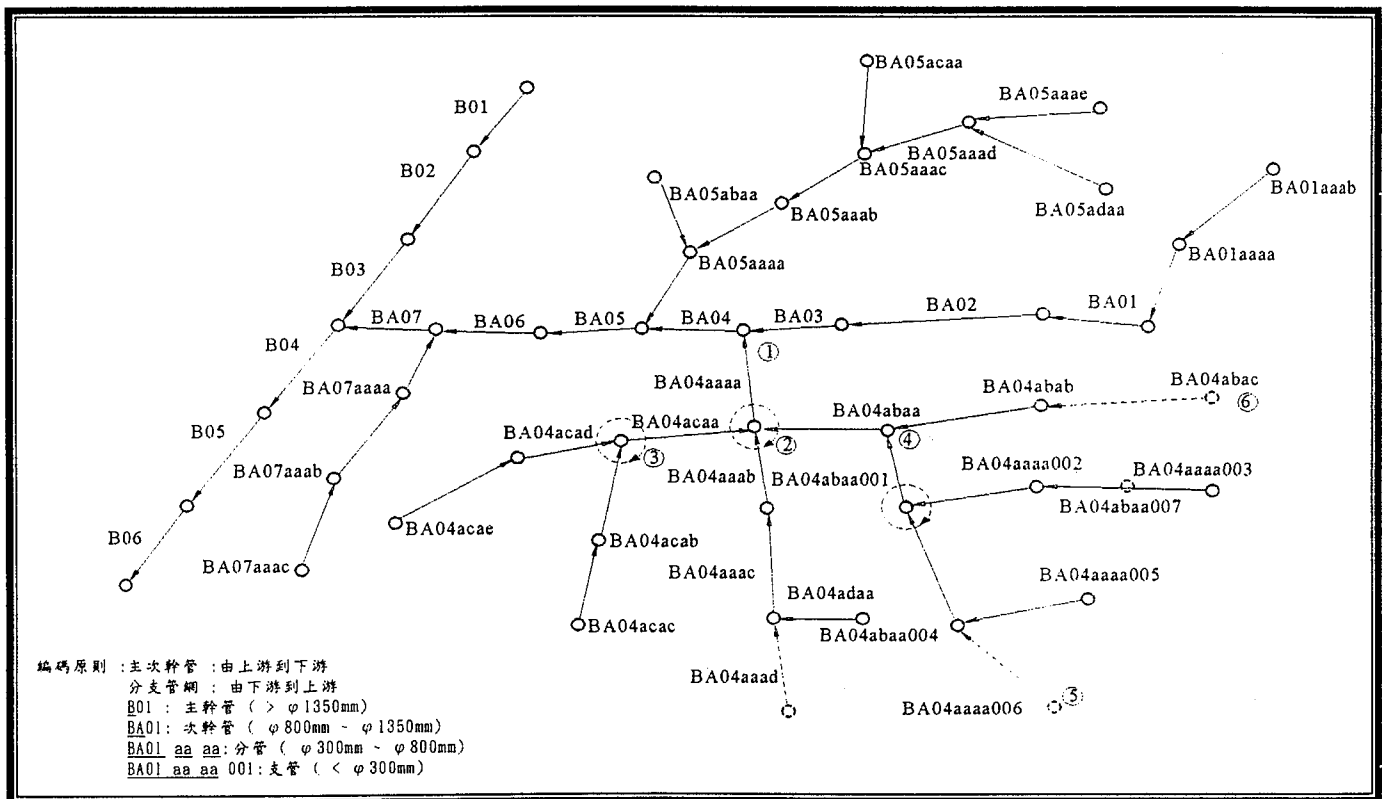 BA05acaa
BA05aaae
B01
BA05aaad
BA05aaac
B02
BA05abaa
BA01aaab
BA05aaab
BA05adaa
BA05aaaa
BA01aaaa
B03
BA07
BA06
BA05
BA04
BA03
BA02
BA01
B04
①
BA07aaaa
BA04aaaa
BA04abab
BA04abac
⑥
BA04acaa
BA04abaa
B05
BA04acad
③
②
④
BA07aaab
BA04aaab
BA04abaa001
BA04aaaa002
BA04aaaa003
BA04abaa007
BA04acae
B06
BA04acab
BA07aaac
BA04aaac
BA04aaaa005
BA04adaa
BA04acac
BA04abaa004
BA04aaad
BA04aaaa006
⑤
編碼原則 :主次幹管 :由上游到下游
分支管網 : 由下游到上游
B01 : 主幹管 ( > φ1350mm)
BA01: 次幹管 ( φ800mm ~ φ1350mm)
BA01 aa aa:分管 ( φ300mm ~ φ800mm)
BA01 aa aa 001:支管 ( < φ300mm)